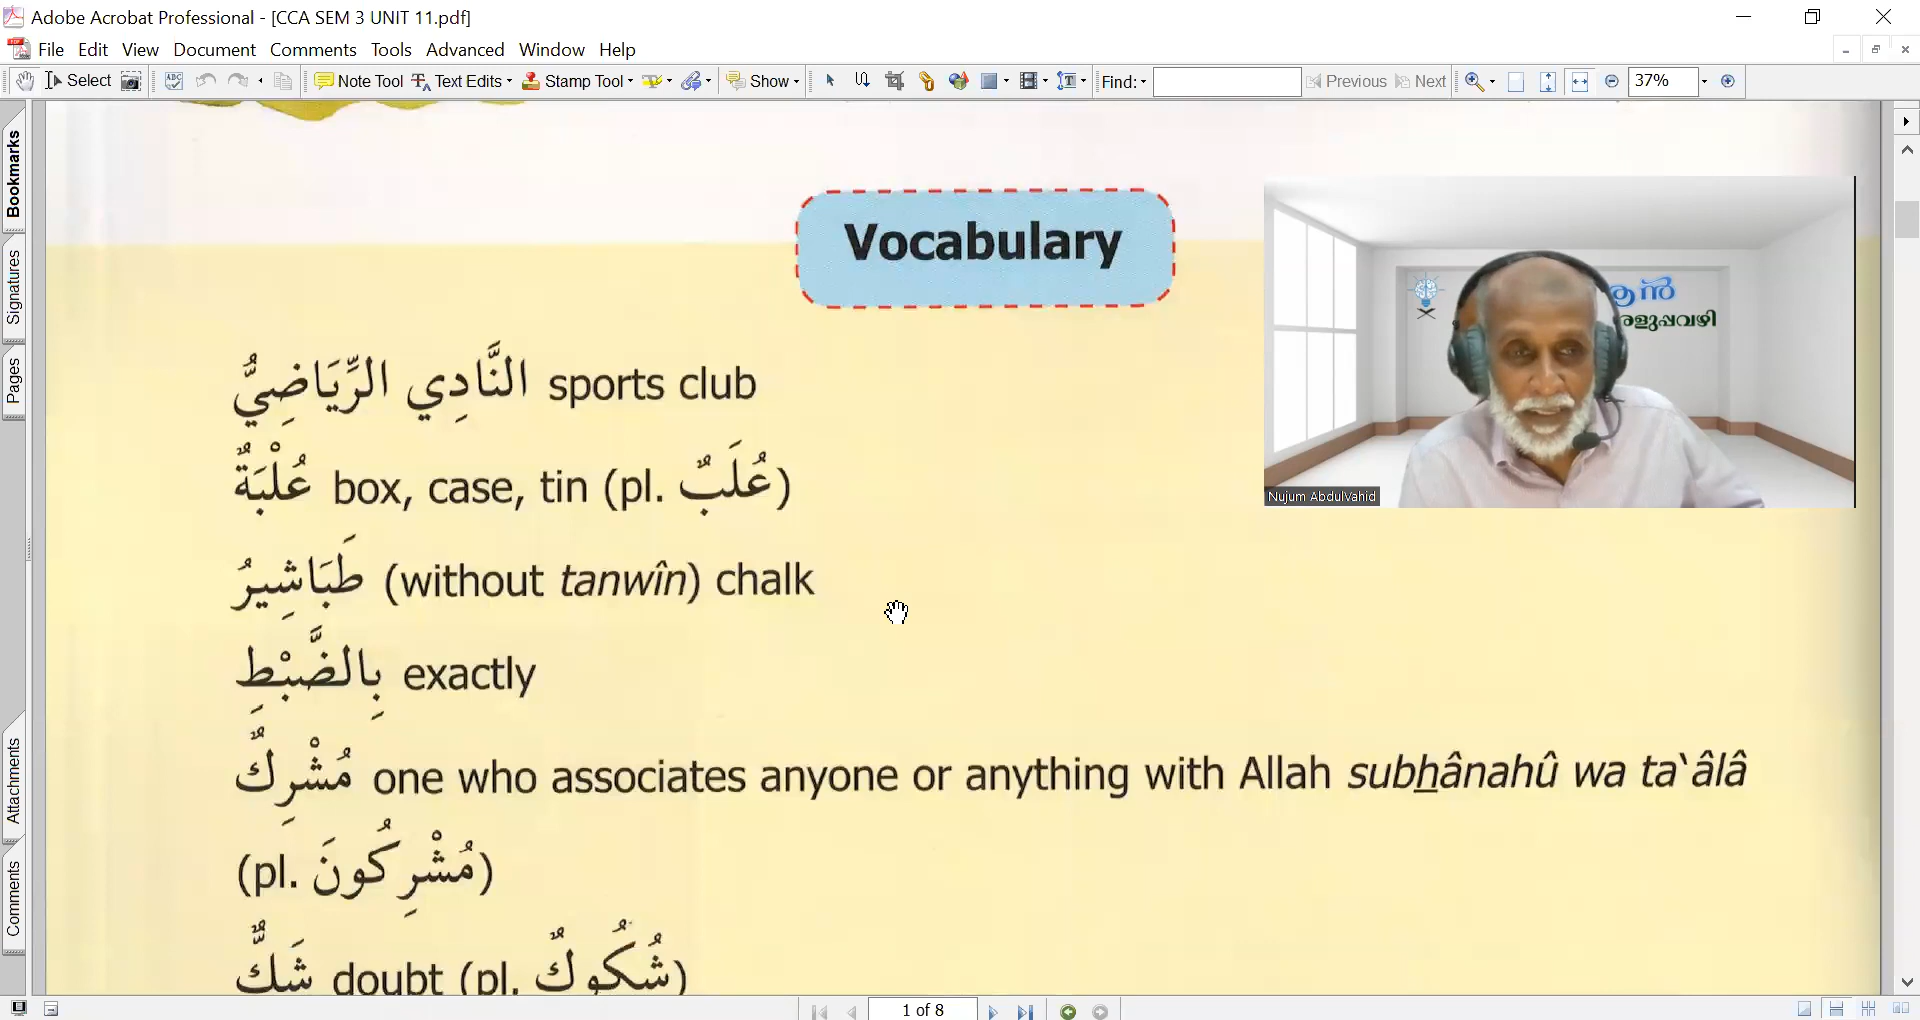 Adobe Acrobat Professional - [CCA SEM 3 UNIT 11.pdf]
File Edit View Document Comments Tools Advanced Window Help
Select Note Tool Text Edits Stamp Tool Show Find: Previous Next 37%
Bookmarks
Signatures
Pages
Attachments
Comments
Vocabulary
النَّادِي الرِّيَاضِيُّ sports club
عُلْبَةٌ box, case, tin (pl. عُلَبٌ)
طَبَاشِيرُ (without tanwîn) chalk
بِالضَّبْطِ exactly
مُشْرِكٌ one who associates anyone or anything with Allah subhânahû wa ta`âlâ
(pl. مُشْرِكُونَ)
شَكٌّ doubt (pl. شُكُوكٌ)
ളുപ്പവഴി
Nujum AbdulVahid
1 of 8